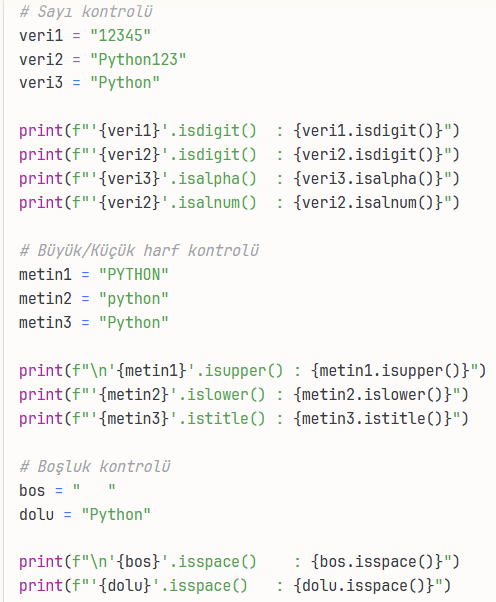 # Sayı kontrolü
veri1 = "12345"
veri2 = "Python123"
veri3 = "Python"

print(f"'{veri1}'.isdigit()  : {veri1.isdigit()}")
print(f"'{veri2}'.isdigit()  : {veri2.isdigit()}")
print(f"'{veri3}'.isalpha()  : {veri3.isalpha()}")
print(f"'{veri2}'.isalnum()  : {veri2.isalnum()}")

# Büyük/Küçük harf kontrolü
metin1 = "PYTHON"
metin2 = "python"
metin3 = "Python"

print(f"\n'{metin1}'.isupper() : {metin1.isupper()}")
print(f"'{metin2}'.islower() : {metin2.islower()}")
print(f"'{metin3}'.istitle() : {metin3.istitle()}")

# Boşluk kontrolü
bos = "   "
dolu = "Python"

print(f"\n'{bos}'.isspace()    : {bos.isspace()}")
print(f"'{dolu}'.isspace()   : {dolu.isspace()}")